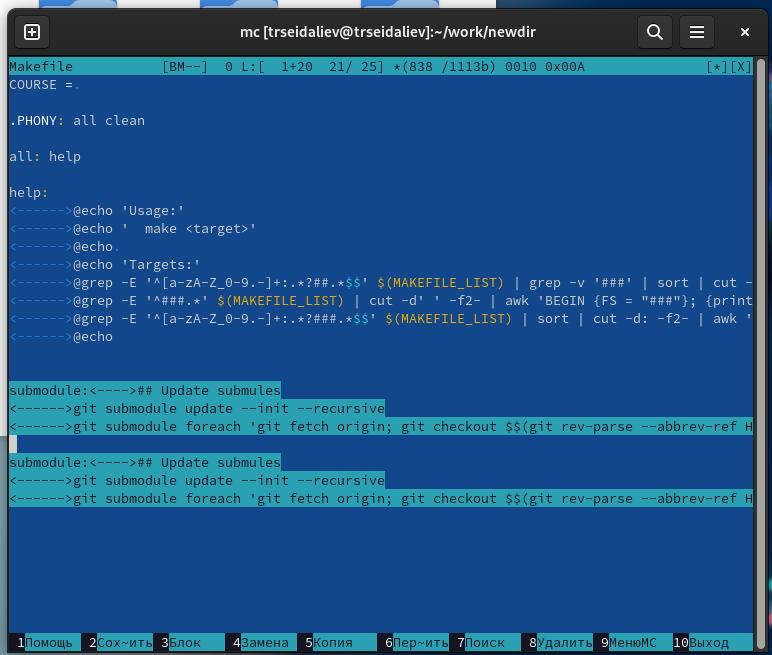 mc [trseidaliev@trseidaliev]:~/work/newdir
Makefile [BM--] 0 L:[ 1+20 21/ 25] *(838 /1113b) 0010 0x00A [*][X]
COURSE =.
.PHONY: all clean
all: help
help:
<------>@echo 'Usage:'
<------>@echo '  make <target>'
<------>@echo.
<------>@echo 'Targets:'
<------>@grep -E '^[a-zA-Z_0-9.-]+:.*?##.*$$' $(MAKEFILE_LIST) | grep -v '###' | sort | cut -
<------>@grep -E '^###.*' $(MAKEFILE_LIST) | cut -d' ' -f2- | awk 'BEGIN {FS = "###"}; {print
<------>@grep -E '^[a-zA-Z_0-9.-]+:.*?###.*$$' $(MAKEFILE_LIST) | sort | cut -d: -f2- | awk '
<------>@echo
submodule:<---->## Update submules
<------>git submodule update --init --recursive
<------>git submodule foreach 'git fetch origin; git checkout $$(git rev-parse --abbrev-ref H
submodule:<---->## Update submules
<------>git submodule update --init --recursive
<------>git submodule foreach 'git fetch origin; git checkout $$(git rev-parse --abbrev-ref H
1Помощь 2Сох~ить 3Блок 4Замена 5Копия 6Пер~ить 7Поиск 8Удалить 9МенюMC 10Выход